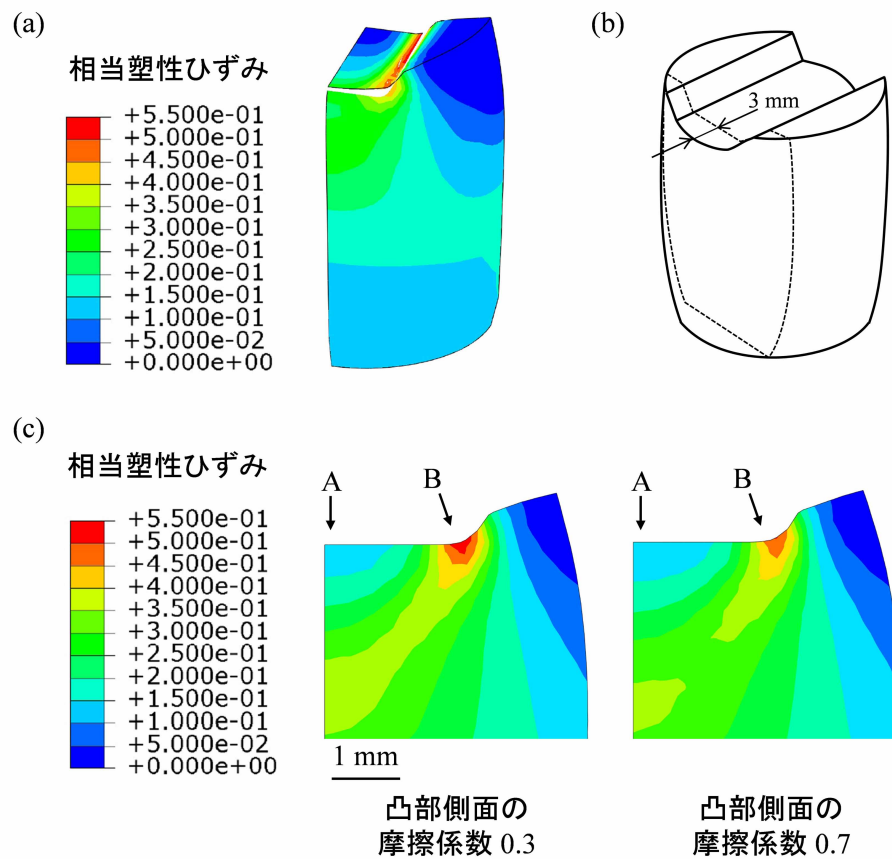 (a)
相当塑性ひずみ
+5.500e-01
+5.000e-01
+4.500e-01
+4.000e-01
+3.500e-01
+3.000e-01
+2.500e-01
+2.000e-01
+1.500e-01
+1.000e-01
+5.000e-02
+0.000e+00
(b)
3 mm
(c)
相当塑性ひずみ
+5.500e-01
+5.000e-01
+4.500e-01
+4.000e-01
+3.500e-01
+3.000e-01
+2.500e-01
+2.000e-01
+1.500e-01
+1.000e-01
+5.000e-02
+0.000e+00
A
B
1 mm
凸部側面の
摩擦係数 0.3
A
B
凸部側面の
摩擦係数 0.7